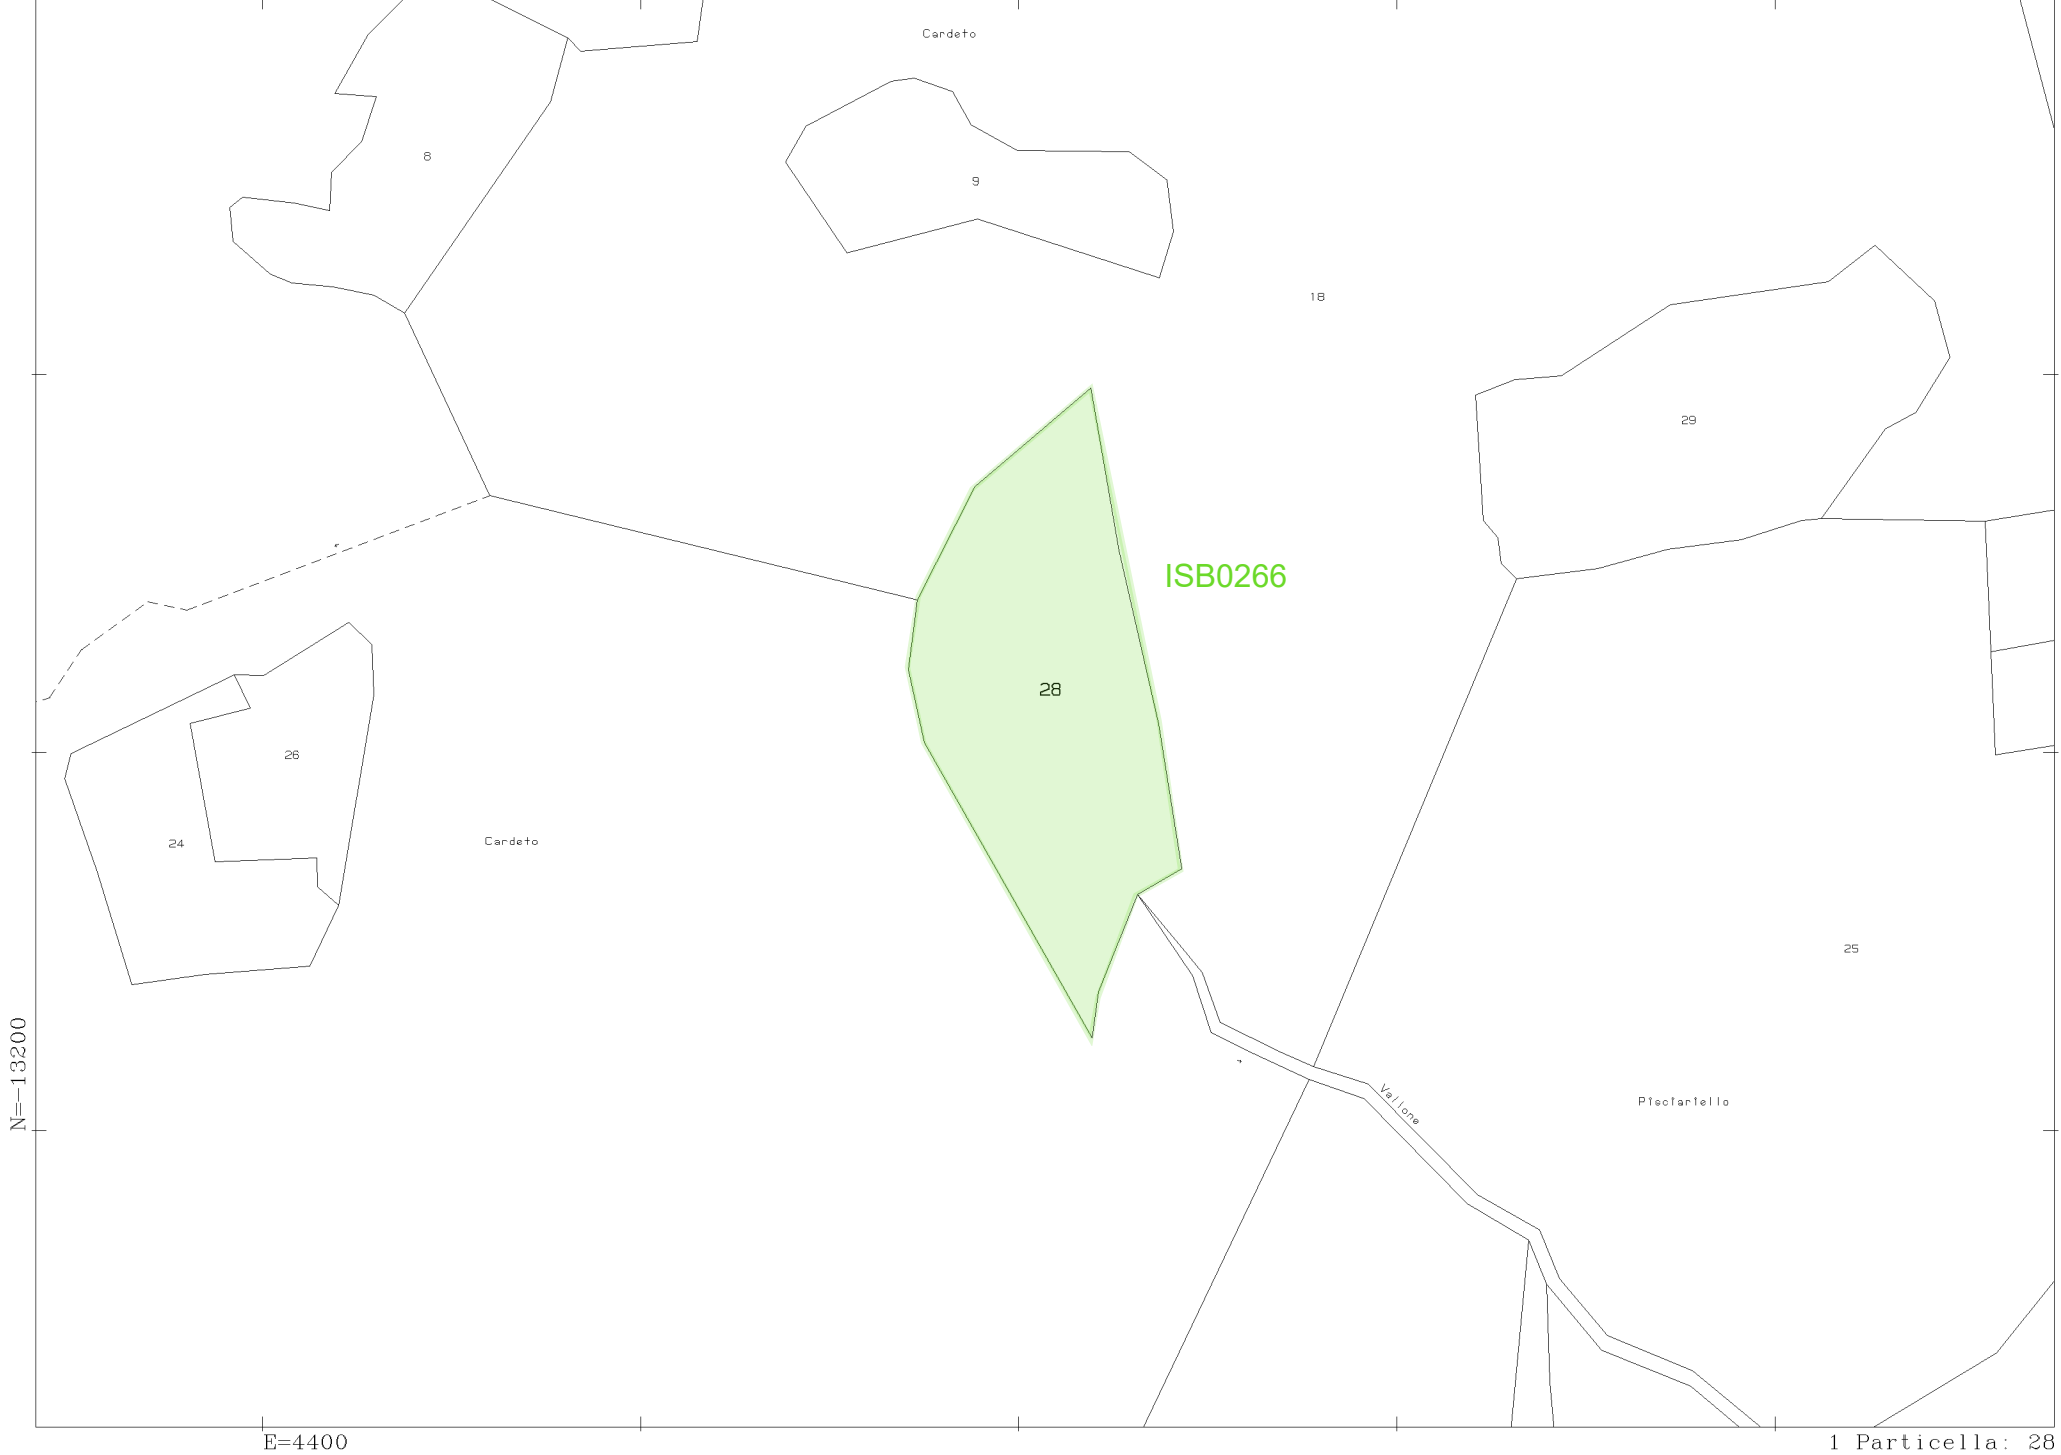 Cardeto
8
9
18
29
ISB0266
28
26
24
Cardeto
25
Vallone
Pisciariello
N=-13200
E=4400
1 Particella: 28